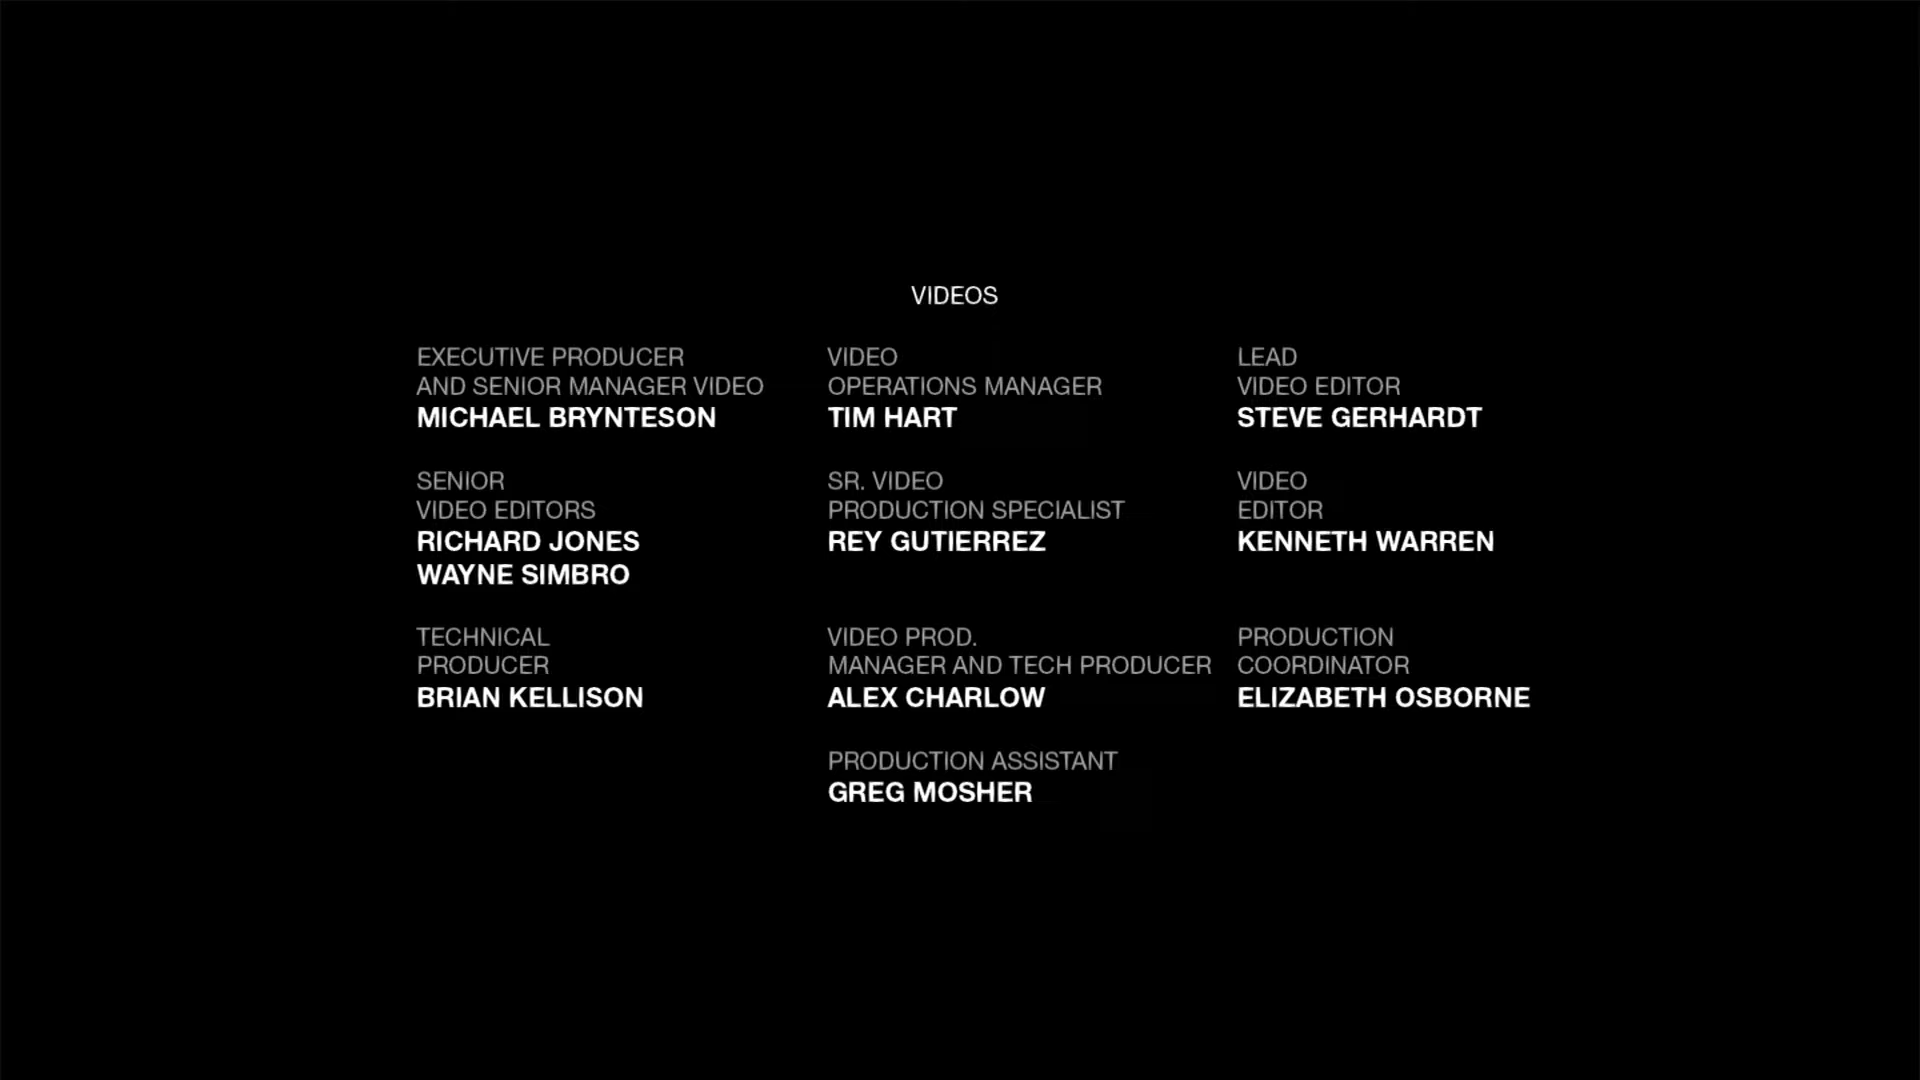 VIDEOS
EXECUTIVE PRODUCER
AND SENIOR MANAGER VIDEO
MICHAEL BRYNTESON
VIDEO
OPERATIONS MANAGER
TIM HART
LEAD
VIDEO EDITOR
STEVE GERHARDT
SENIOR
VIDEO EDITORS
RICHARD JONES
WAYNE SIMBRO
SR. VIDEO
PRODUCTION SPECIALIST
REY GUTIERREZ
VIDEO
EDITOR
KENNETH WARREN
TECHNICAL
PRODUCER
BRIAN KELLISON
VIDEO PROD.
MANAGER AND TECH PRODUCER
ALEX CHARLOW
PRODUCTION
COORDINATOR
ELIZABETH OSBORNE
PRODUCTION ASSISTANT
GREG MOSHER